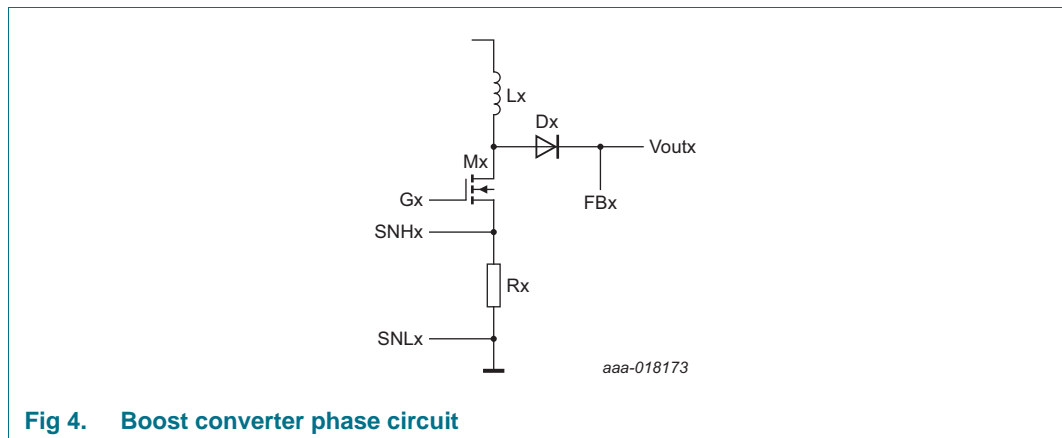 Lx
Dx
Voutx
Mx
FBx
Gx
SNHx
Rx
SNLx
aaa-018173
Fig 4. Boost converter phase circuit